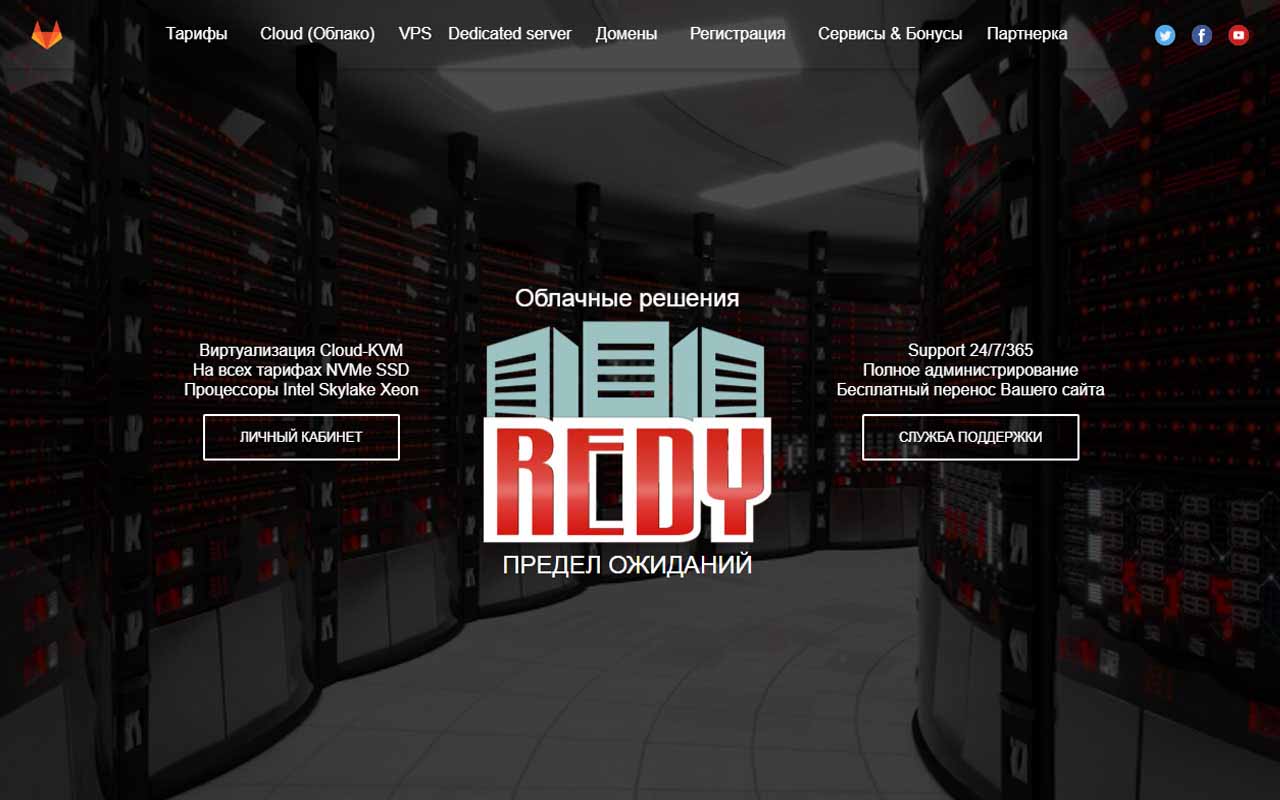 Тарифы Cloud (Облако) VPS Dedicated server Домены Регистрация Сервисы & Бонусы Партнерка
Облачные решения
Виртуализация Cloud-KVM
На всех тарифах NVMe SSD
Процессоры Intel Skylake Xeon
ЛИЧНЫЙ КАБИНЕТ
REDY
ПРЕДЕЛ ОЖИДАНИЙ
Support 24/7/365
Полное администрирование
Бесплатный перенос Вашего сайта
СЛУЖБА ПОДДЕРЖКИ